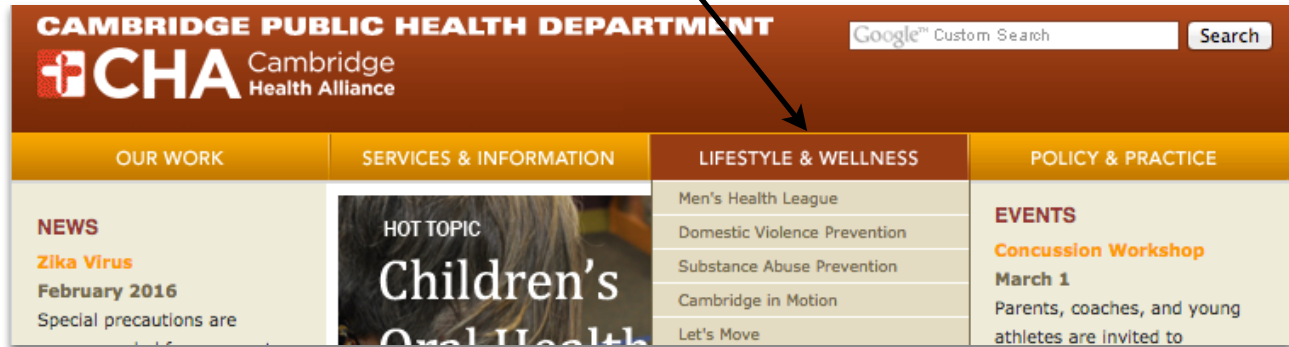 CAMBRIDGE PUBLIC HEALTH DEPARTMENT
CHA Cambridge
Health Alliance
Google™ Custom Search
Search
OUR WORK
SERVICES & INFORMATION
LIFESTYLE & WELLNESS
POLICY & PRACTICE
NEWS
Zika Virus
February 2016
Special precautions are
HOT TOPIC
Children's
Oral Health
Men's Health League
Domestic Violence Prevention
Substance Abuse Prevention
Cambridge in Motion
Let's Move
EVENTS
Concussion Workshop
March 1
Parents, coaches, and young
athletes are invited to